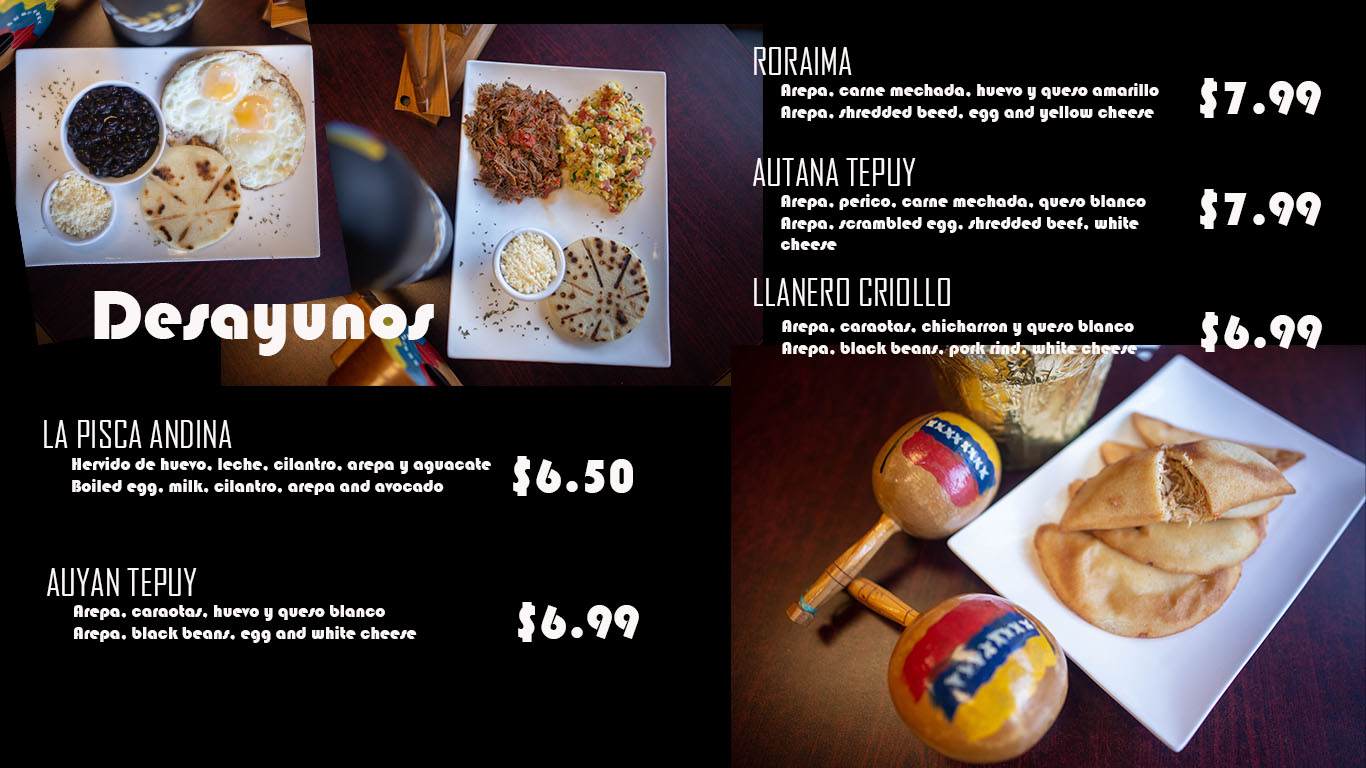 Desayunos
LA PISCA ANDINA
Hervido de huevo, leche, cilantro, arepa y aguacate
Boiled egg, milk, cilantro, arepa and avocado
$6.50
AUYAN TEPUY
Arepa, caraotas, huevo y queso blanco
Arepa, black beans, egg and white cheese
$6.99
RORAIMA
Arepa, carne mechada, huevo y queso amarillo
Arepa, shredded beed, egg and yellow cheese
$7.99
AUTANA TEPUY
Arepa, perico, carne mechada, queso blanco
Arepa, scrambled egg, shredded beef, white
cheese
$7.99
LLANERO CRIOLLO
Arepa, caraotas, chicharron y queso blanco
Arepa, black beans, pork rind, white cheese
$6.99